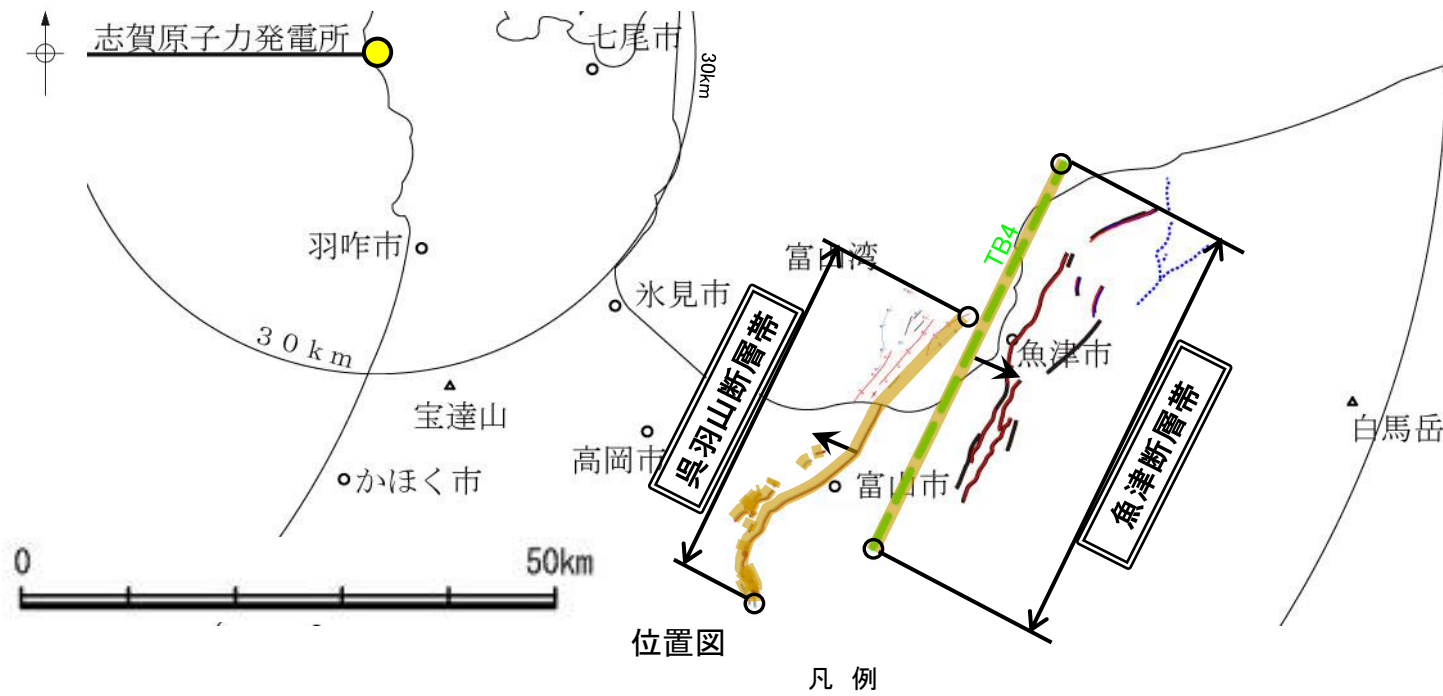 志賀原子力発電所
七尾市
30km
羽咋市
富山湾
TB4
氷見市
30km
魚津市
宝達山
呉羽山断層帯
魚津断層帯
白馬岳
高岡市
かほく市
富山市
0 50km
位置図
凡 例